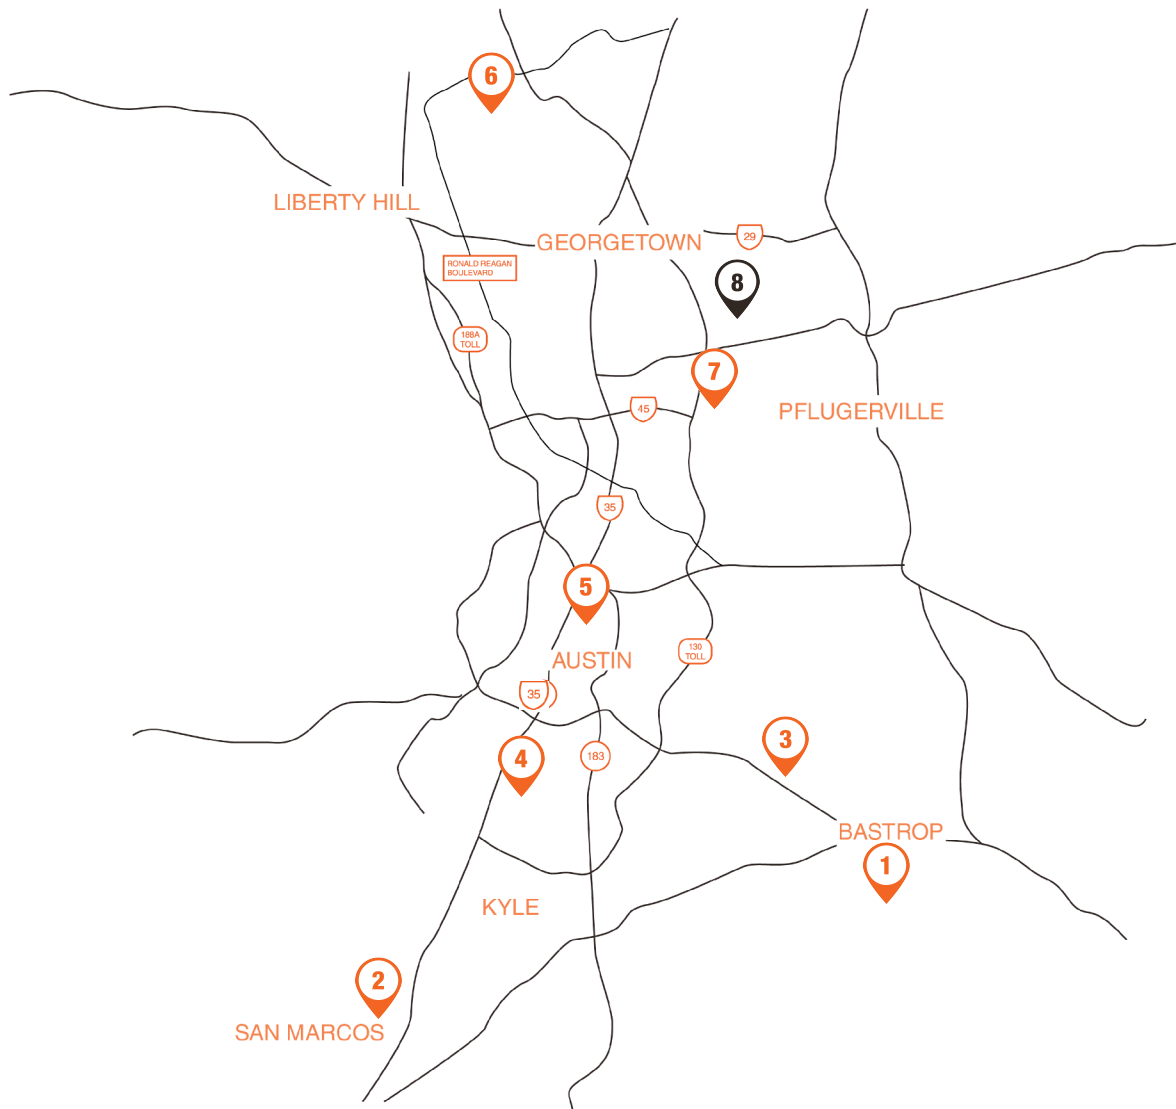 6
LIBERTY HILL
GEORGETOWN
29
RONALD REAGAN
BOULEVARD
8
188A
TOLL
7
45
PFLUGERVILLE
35
5
130
TOLL
AUSTIN
35
3
4
183
BASTROP
1
KYLE
2
SAN MARCOS